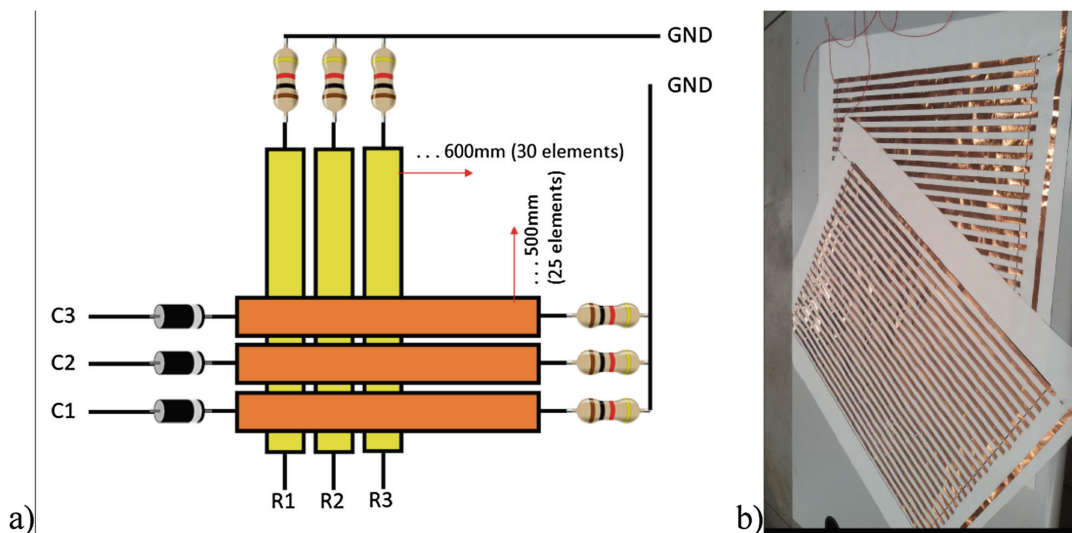 GND
GND
. . . 600mm (30 elements)
. . . 500mm
(25 elements)
C3
C2
C1
R1 R2 R3
a)
b)